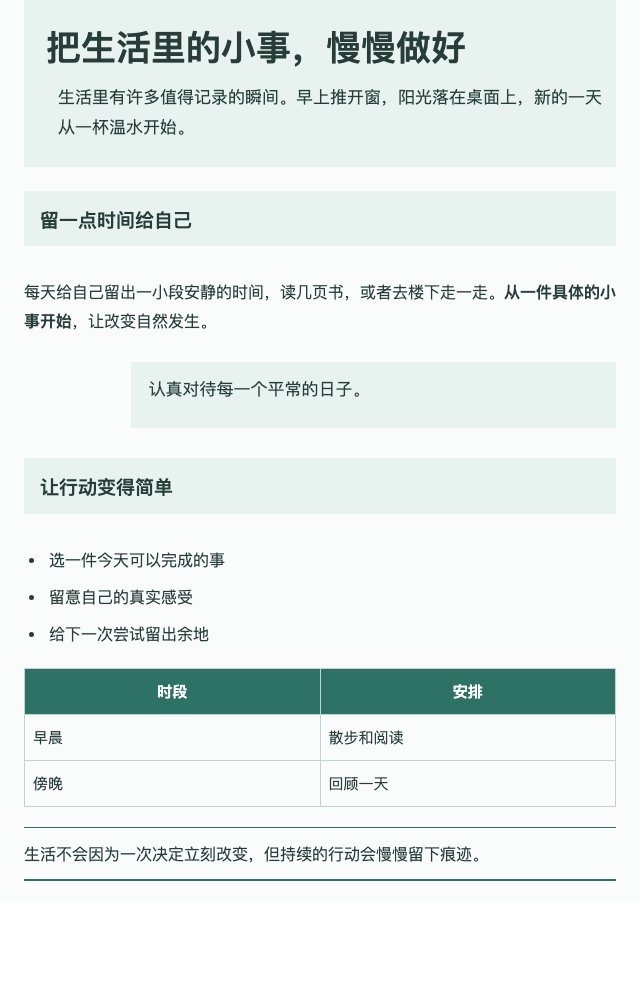 把生活里的小事，慢慢做好
生活里有许多值得记录的瞬间。早上推开窗，阳光落在桌面上，新的一天
从一杯温水开始。
留一点时间给自己
每天给自己留出一小段安静的时间，读几页书，或者去楼下走一走。从一件具体的小
事开始，让改变自然发生。
认真对待每一个平常的日子。
让行动变得简单
• 选一件今天可以完成的事
• 留意自己的真实感受
• 给下一次尝试留出余地
时段 安排
早晨 散步和阅读
傍晚 回顾一天
生活不会因为一次决定立刻改变，但持续的行动会慢慢留下痕迹。